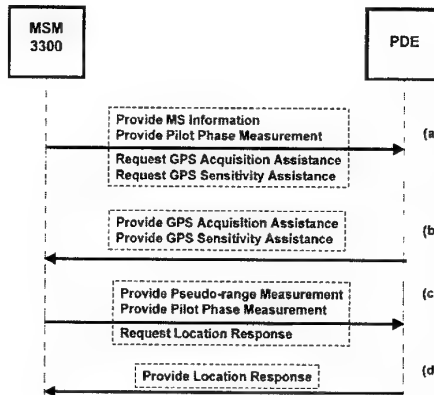 MSM
3300
PDE
Provide MS Information
Provide Pilot Phase Measurement
(a
Request GPS Acquisition Assistance
Request GPS Sensitivity Assistance
Provide GPS Acquisition Assistance
Provide GPS Sensitivity Assistance
(b
Provide Pseudo-range Measurement
Provide Pilot Phase Measurement
(c
Request Location Response
Provide Location Response
(d